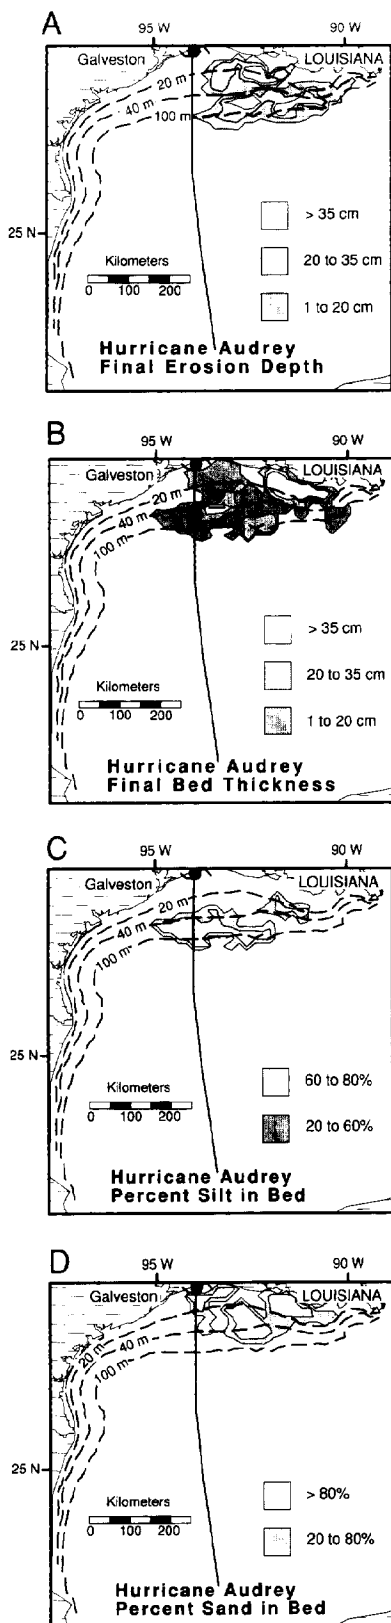 A
95 W 90 W
Galveston LOUISIANA
20 m
40 m
100 m
25 N
Kilometers
0 100 200
> 35 cm
20 to 35 cm
1 to 20 cm
Hurricane Audrey
Final Erosion Depth
B
95 W 90 W
Galveston LOUISIANA
20 m
40 m
100 m
25 N
Kilometers
0 100 200
> 35 cm
20 to 35 cm
1 to 20 cm
Hurricane Audrey
Final Bed Thickness
C
95 W 90 W
Galveston LOUISIANA
20 m
40 m
100 m
25 N
Kilometers
0 100 200
60 to 80%
20 to 60%
Hurricane Audrey
Percent Silt in Bed
D
95 W 90 W
Galveston LOUISIANA
20 m
40 m
100 m
25 N
Kilometers
0 100 200
> 80%
20 to 80%
Hurricane Audrey
Percent Sand in Bed